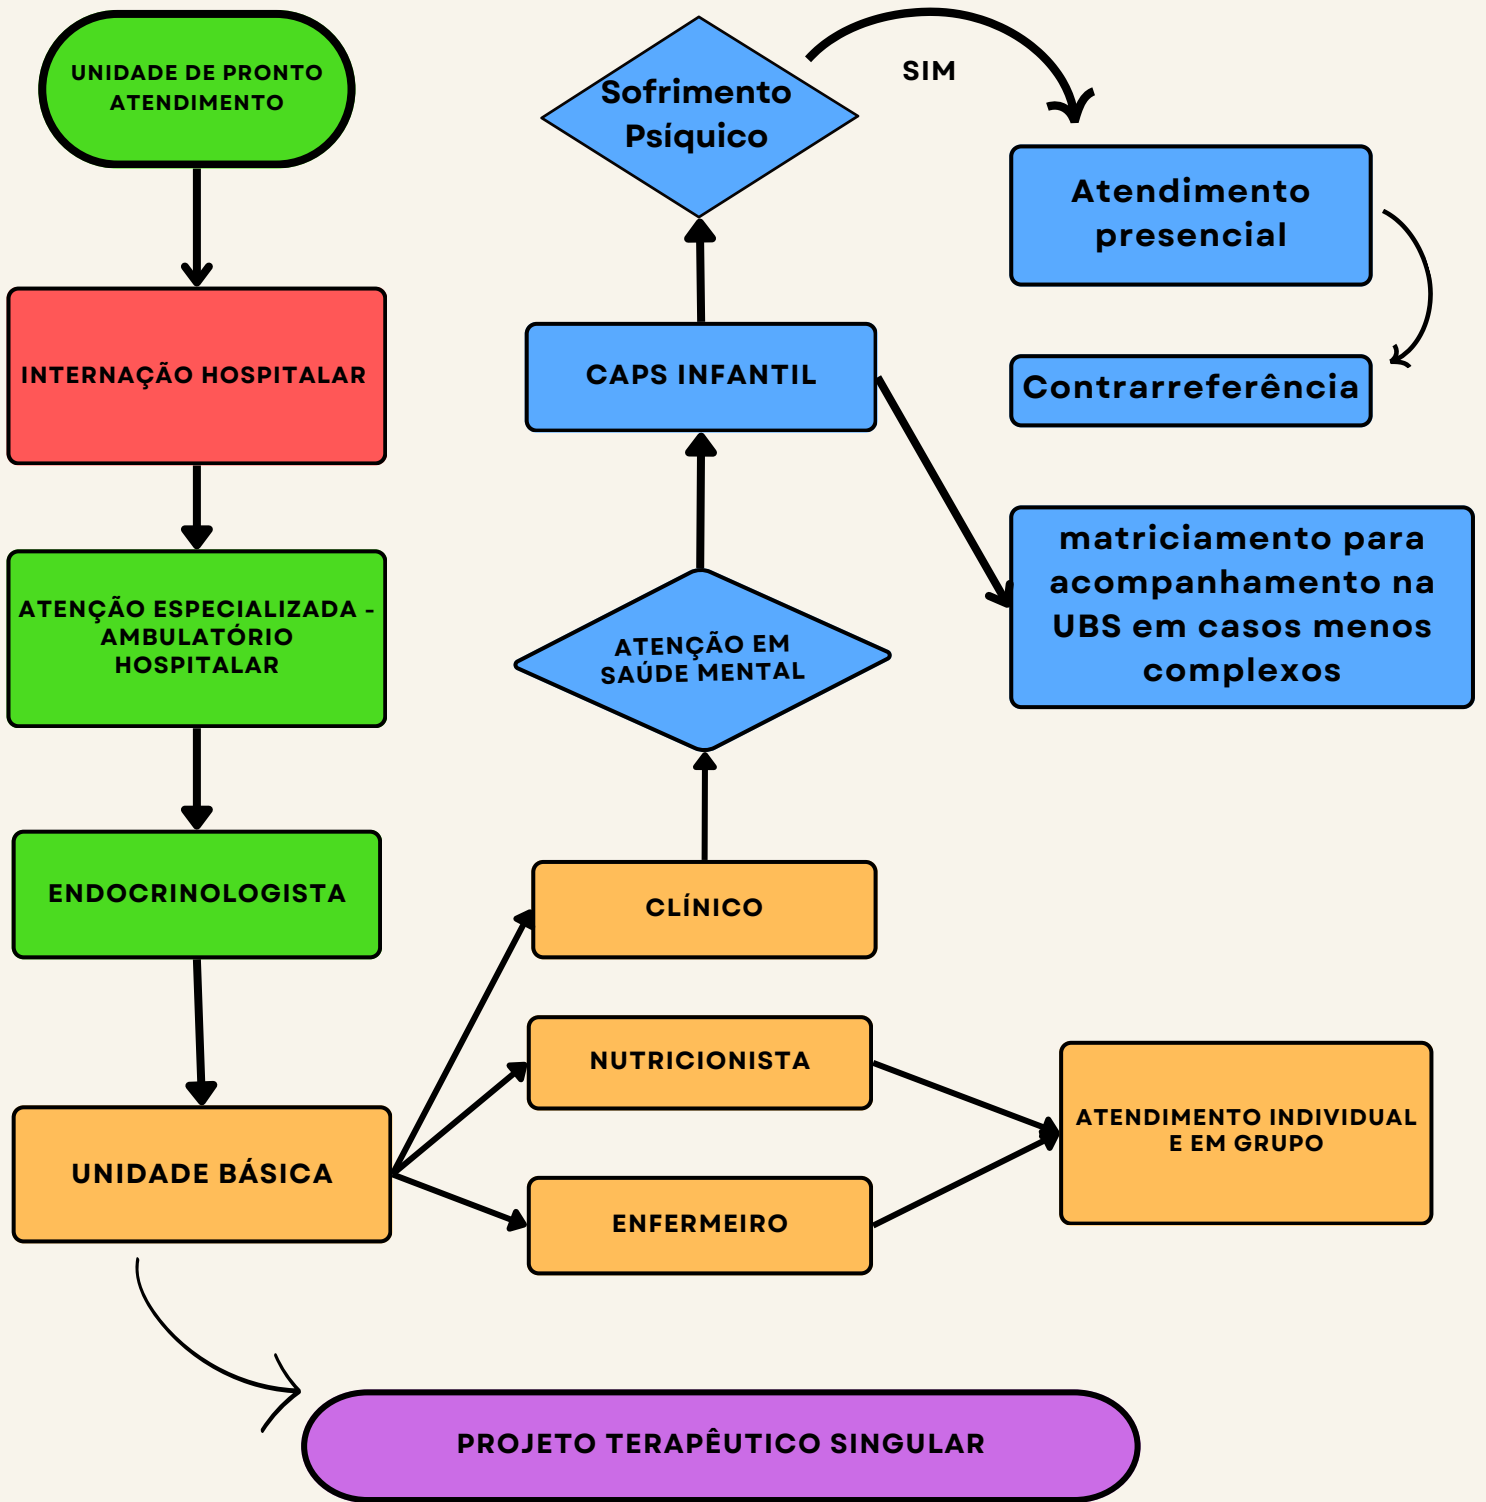 UNIDADE DE PRONTO
ATENDIMENTO
INTERNAÇÃO HOSPITALAR
ATENÇÃO ESPECIALIZADA -
AMBULATÓRIO
HOSPITALAR
ENDOCRINOLOGISTA
UNIDADE BÁSICA
Sofrimento
Psíquico
SIM
Atendimento
presencial
Contrarreferência
CAPS INFANTIL
matriciamento para
acompanhamento na
UBS em casos menos
complexos
ATENÇÃO EM
SAÚDE MENTAL
CLÍNICO
NUTRICIONISTA
ENFERMEIRO
ATENDIMENTO INDIVIDUAL
E EM GRUPO
PROJETO TERAPÊUTICO SINGULAR